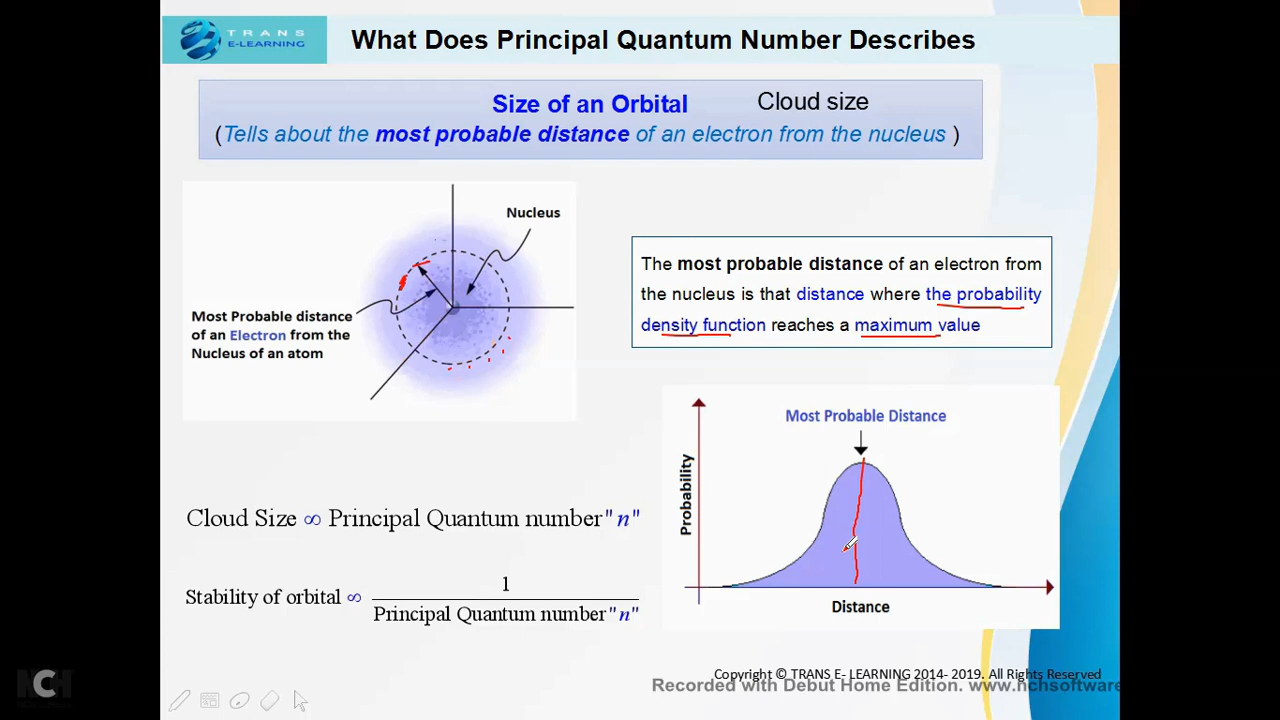 TRANS
E-LEARNING
What Does Principal Quantum Number Describes
Size of an Orbital
Cloud size
(Tells about the most probable distance of an electron from the nucleus )
Nucleus
Most Probable distance
of an Electron from the
Nucleus of an atom
The most probable distance of an electron from
the nucleus is that distance where the probability
density function reaches a maximum value
Cloud Size ∞ Principal Quantum number"n"
Stability of orbital ∞
1
Principal Quantum number"n"
Most Probable Distance
Probability
Distance
Copyright © TRANS E- LEARNING 2014- 2019. All Rights Reserved
Recorded with Debut Home Edition. www.nchsoftware
NCH